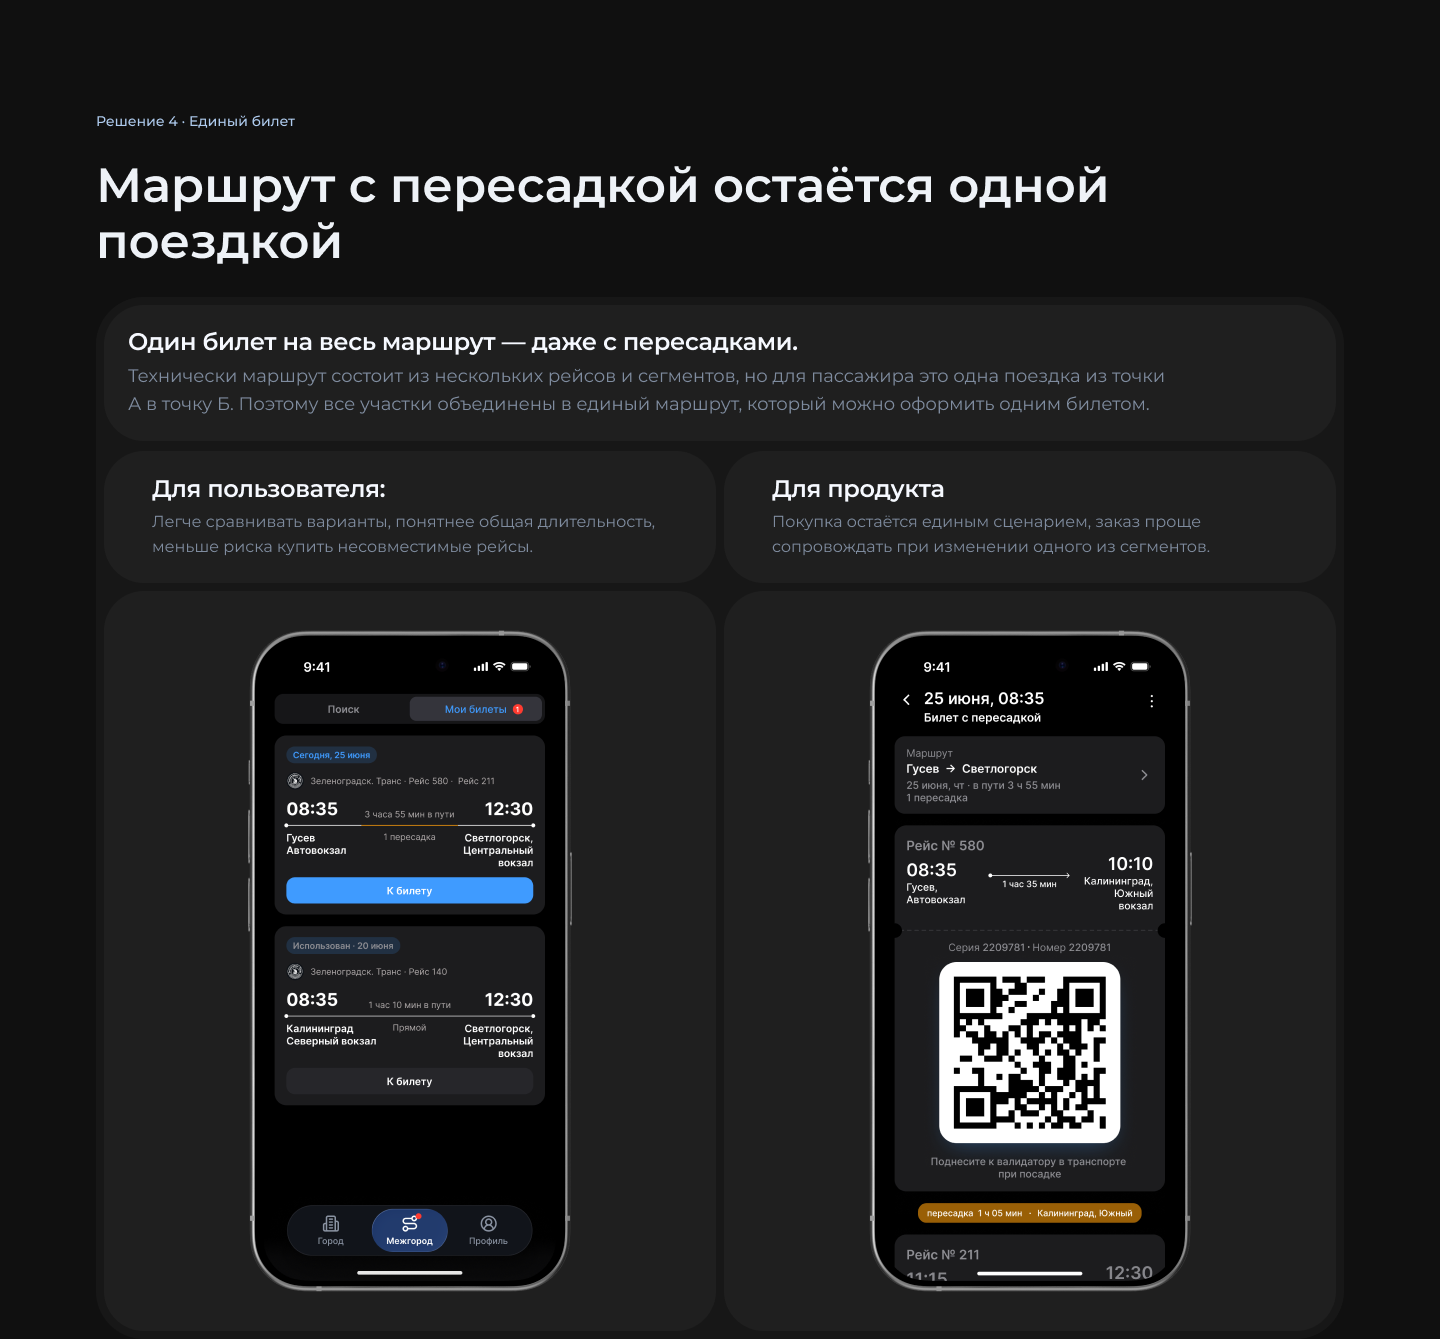 Решение 4 · Единый билет
Маршрут с пересадкой остаётся одной
поездкой
Один билет на весь маршрут — даже с пересадками.
Технически маршрут состоит из нескольких рейсов и сегментов, но для пассажира это одна поездка из точки
А в точку Б. Поэтому все участки объединены в единый маршрут, который можно оформить одним билетом.
Для пользователя:
Легче сравнивать варианты, понятнее общая длительность,
меньше риска купить несовместимые рейсы.
Для продукта
Покупка остаётся единым сценарием, заказ проще
сопровождать при изменении одного из сегментов.
9:41
Поиск
Мои билеты 1
Сегодня, 25 июня
Зеленоградск. Транс · Рейс 580 · Рейс 211
08:35 3 часа 55 мин в пути 12:30
Гусев 1 пересадка Светлогорск,
Автовокзал Центральный
вокзал
К билету
Использован · 20 июня
Зеленоградск. Транс · Рейс 140
08:35 1 час 10 мин в пути 12:30
Калининград Прямой Светлогорск,
Северный вокзал Центральный
вокзал
К билету
Город Межгород Профиль
9:41
25 июня, 08:35
Билет с пересадкой
Маршрут
Гусев → Светлогорск
25 июня, чт · в пути 3 ч 55 мин
1 пересадка
Рейс № 580
08:35 10:10
Гусев, 1 час 35 мин Калининград,
Автовокзал Южный
вокзал
Серия 2209781 · Номер 2209781
Поднесите к валидатору в транспорте
при посадке
пересадка 1 ч 05 мин · Калининград, Южный
Рейс № 211
11:15 12:30